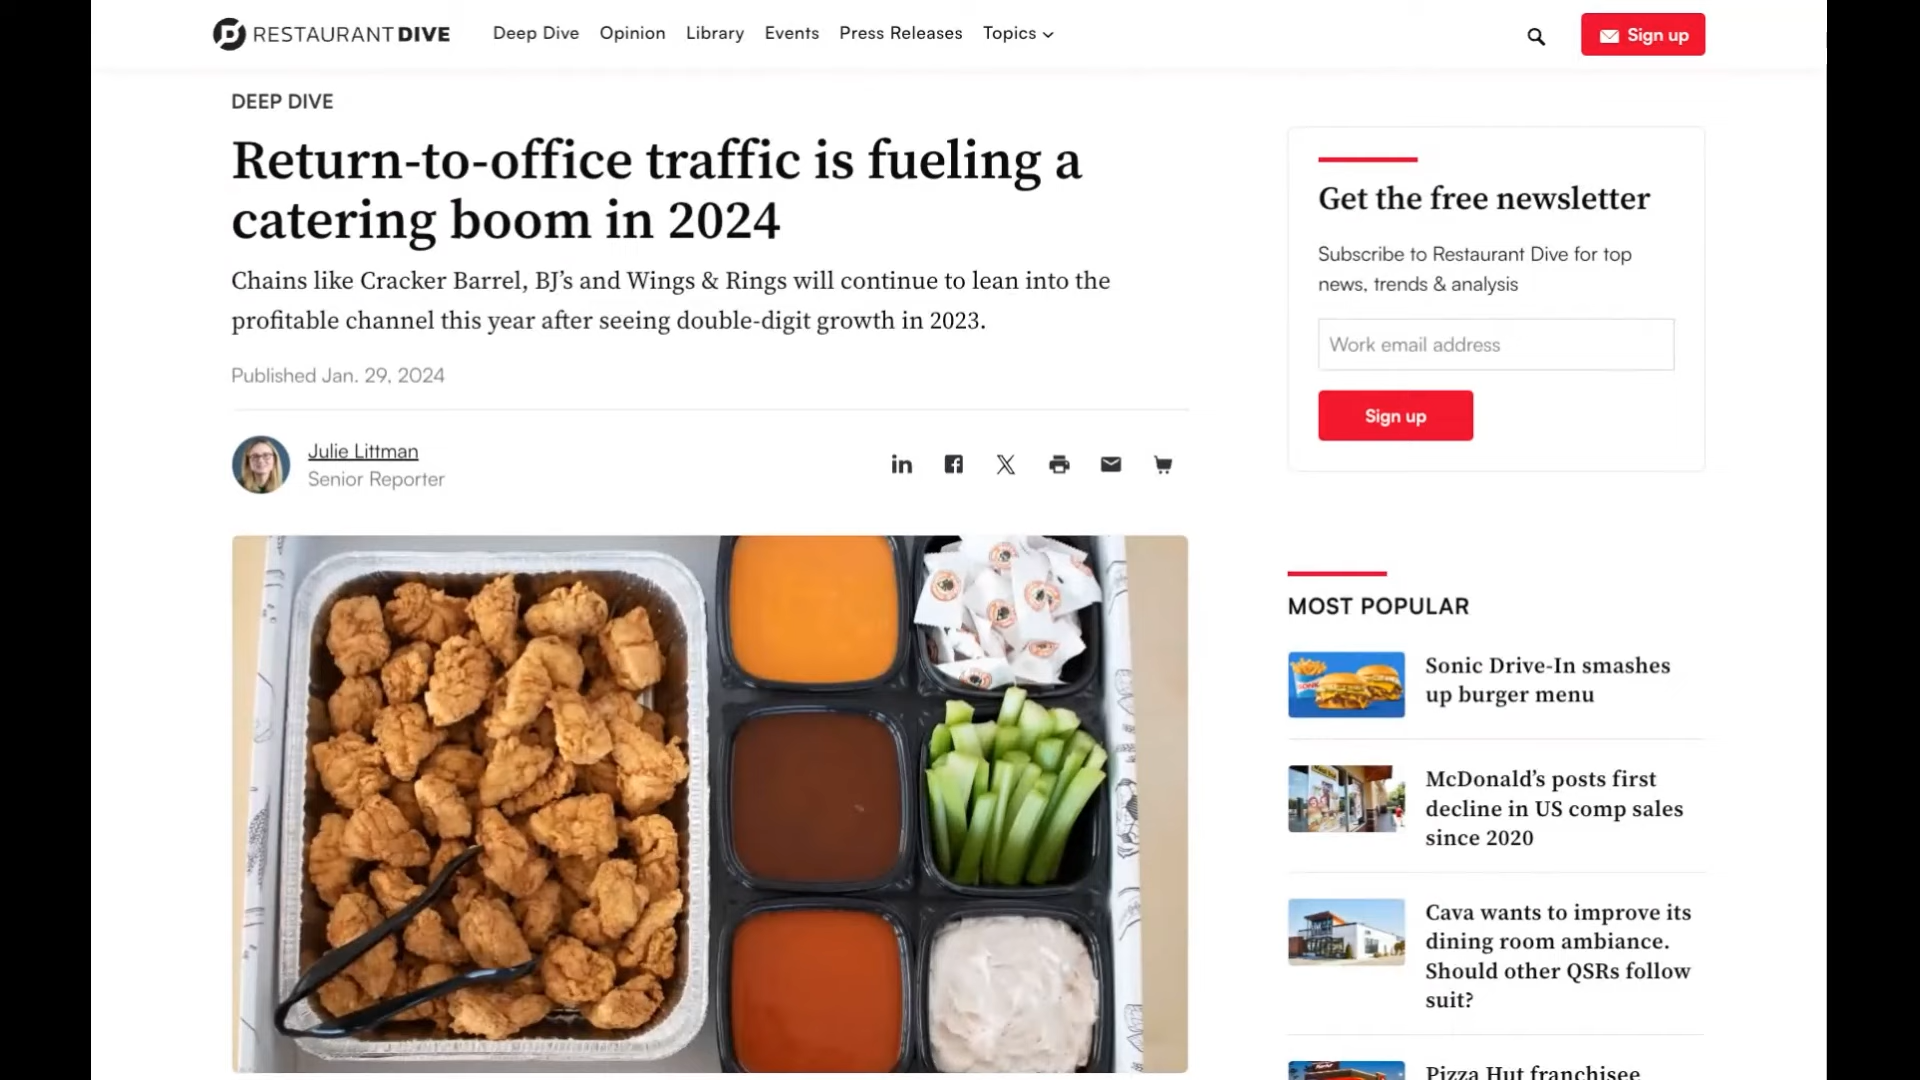 RESTAURANT DIVE
Deep Dive
Opinion
Library
Events
Press Releases
Topics
Sign up
DEEP DIVE
Return-to-office traffic is fueling a
catering boom in 2024
Chains like Cracker Barrel, BJ’s and Wings & Rings will continue to lean into the
profitable channel this year after seeing double-digit growth in 2023.
Published Jan. 29, 2024
Julie Littman
Senior Reporter
Get the free newsletter
Subscribe to Restaurant Dive for top
news, trends & analysis
Work email address
Sign up
MOST POPULAR
Sonic Drive-In smashes
up burger menu
McDonald’s posts first
decline in US comp sales
since 2020
Cava wants to improve its
dining room ambiance.
Should other QSRs follow
suit?
Pizza Hut franchisee